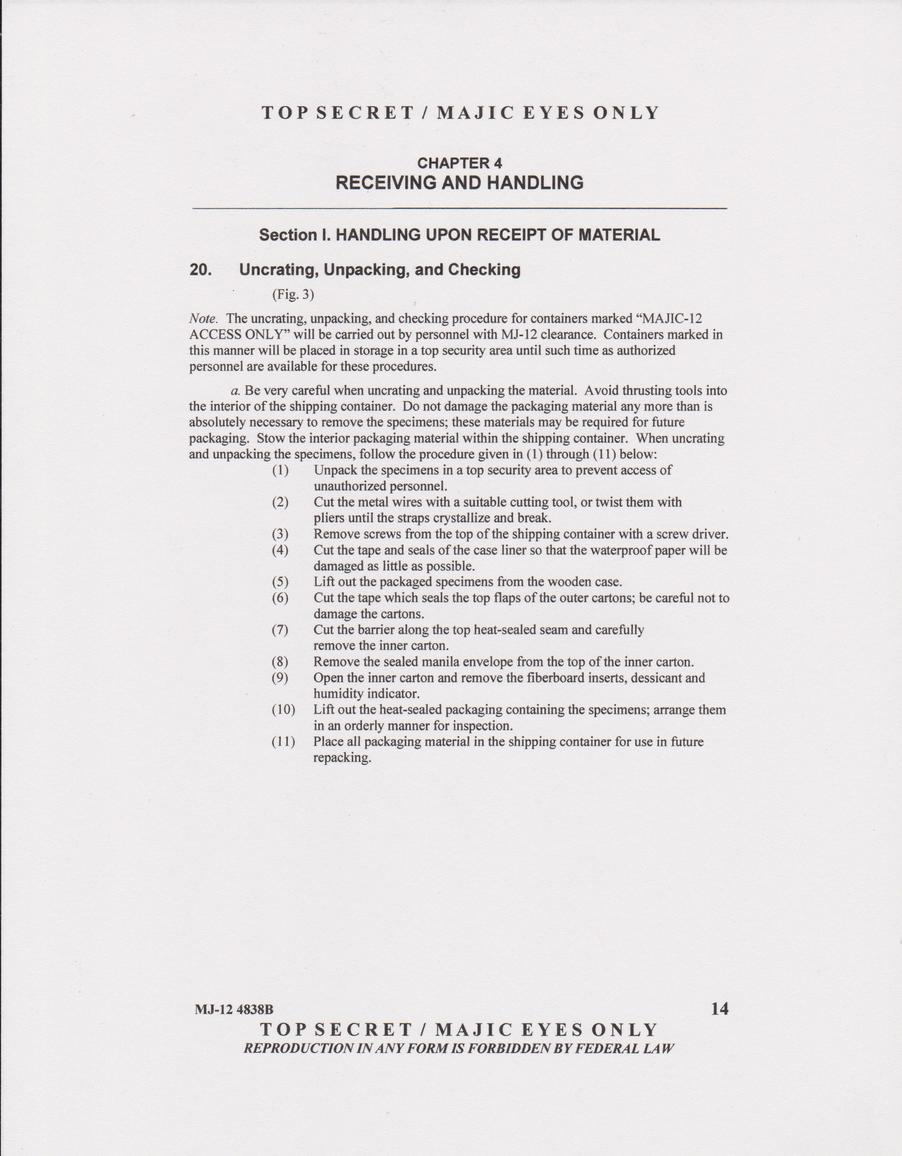 TOP SECRET / MAJIC EYES ONLY
CHAPTER 4
RECEIVING AND HANDLING
Section I. HANDLING UPON RECEIPT OF MATERIAL
20. Uncrating, Unpacking, and Checking
(Fig. 3)
Note. The uncrating, unpacking, and checking procedure for containers marked “MAJIC-12
ACCESS ONLY” will be carried out by personnel with MJ-12 clearance. Containers marked in
this manner will be placed in storage in a top security area until such time as authorized
personnel are available for these procedures.
a. Be very careful when uncrating and unpacking the material. Avoid thrusting tools into
the interior of the shipping container. Do not damage the packaging material any more than is
absolutely necessary to remove the specimens; these materials may be required for future
packaging. Stow the interior packaging material within the shipping container. When uncrating
and unpacking the specimens, follow the procedure given in (1) through (11) below:
(1) Unpack the specimens in a top security area to prevent access of
unauthorized personnel.
(2) Cut the metal wires with a suitable cutting tool, or twist them with
pliers until the straps crystallize and break.
(3) Remove screws from the top of the shipping container with a screw driver.
(4) Cut the tape and seals of the case liner so that the waterproof paper will be
damaged as little as possible.
(5) Lift out the packaged specimens from the wooden case.
(6) Cut the tape which seals the top flaps of the outer cartons; be careful not to
damage the cartons.
(7) Cut the barrier along the top heat-sealed seam and carefully
remove the inner carton.
(8) Remove the sealed manila envelope from the top of the inner carton.
(9) Open the inner carton and remove the fiberboard inserts, dessicant and
humidity indicator.
(10) Lift out the heat-sealed packaging containing the specimens; arrange them
in an orderly manner for inspection.
(11) Place all packaging material in the shipping container for use in future
repacking.
MJ-12 4838B 14
TOP SECRET / MAJIC EYES ONLY
REPRODUCTION IN ANY FORM IS FORBIDDEN BY FEDERAL LAW